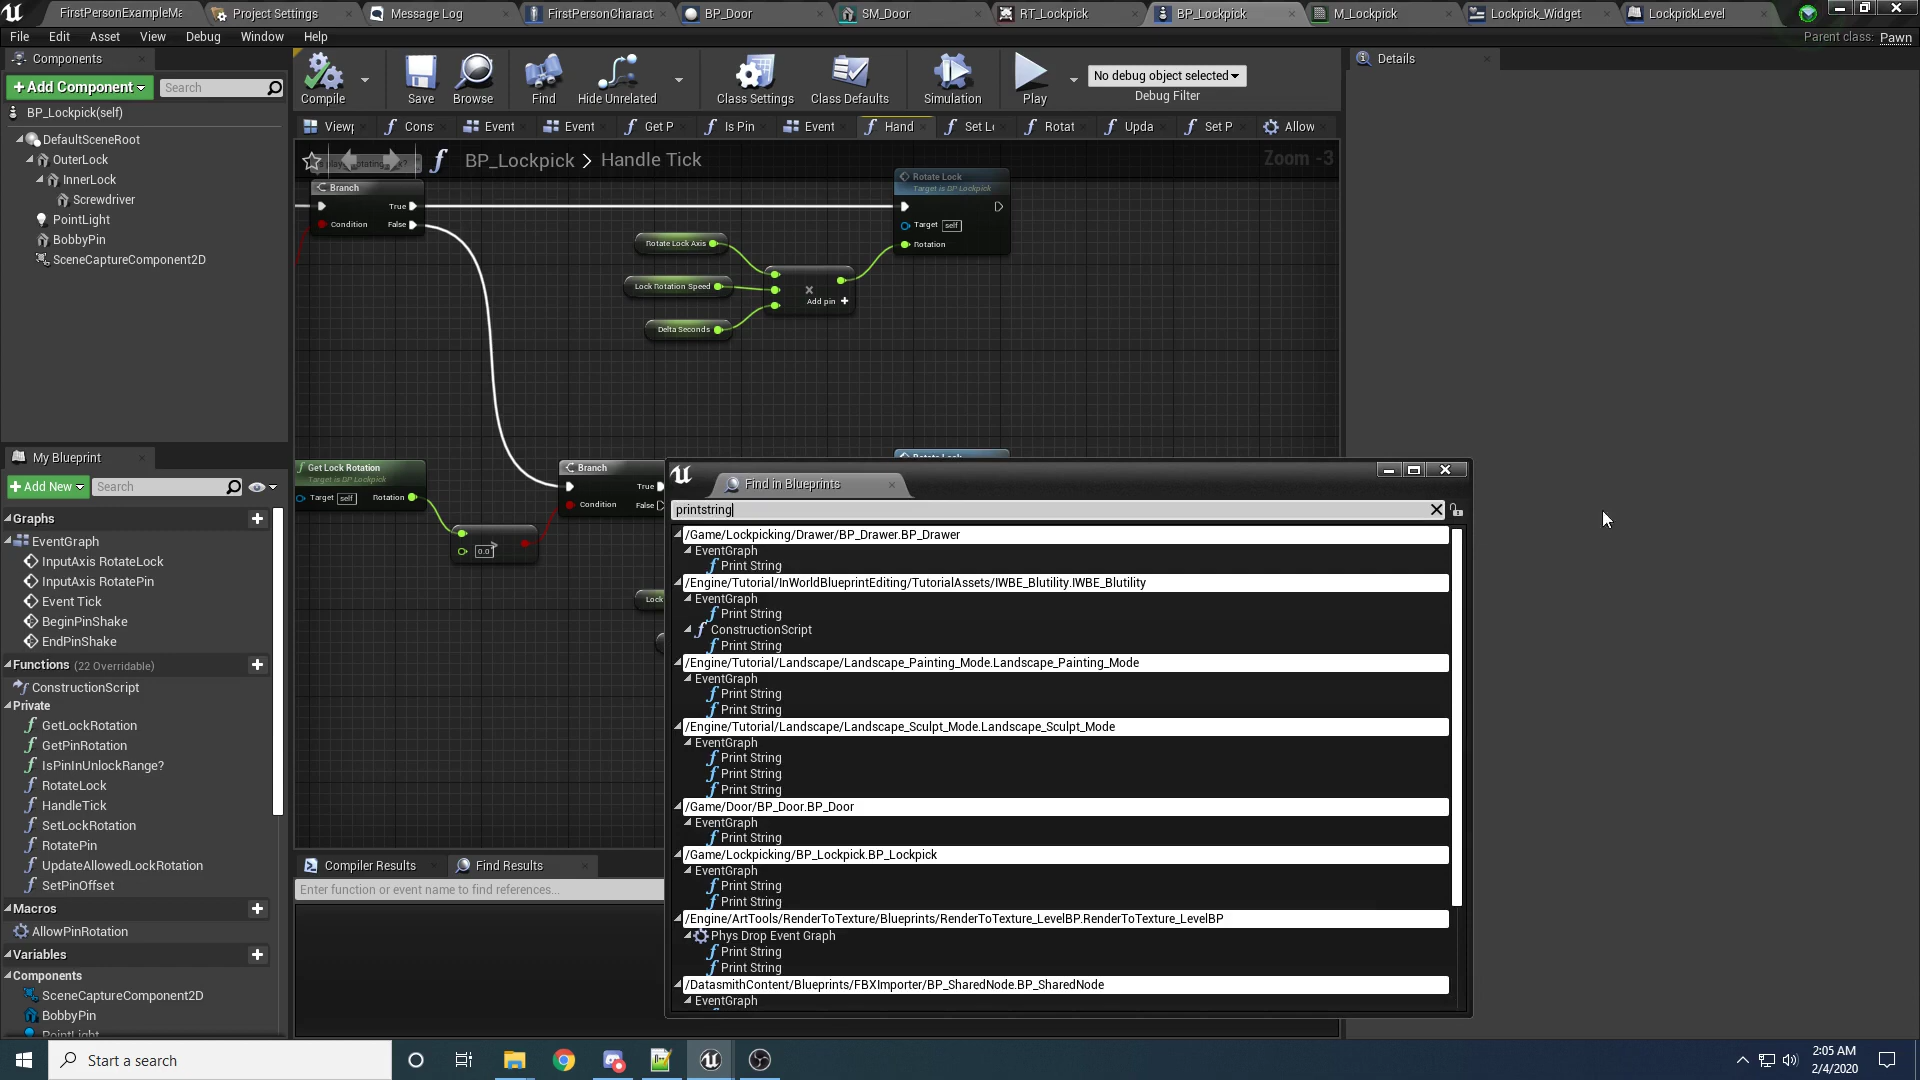 FirstPersonExampleMa
Project Settings
Message Log
FirstPersonCharact
BP_Door
SM_Door
RT_Lockpick
BP_Lockpick
M_Lockpick
Lockpick_Widget
LockpickLevel
File Edit Asset View Debug Window Help
Parent class: Pawn
Components
Details
+Add Component
Search
Compile
Save
Browse
Find
Hide Unrelated
Class Settings
Class Defaults
Simulation
Play
No debug object selected
Debug Filter
BP_Lockpick(self)
Viewp
Cons
Event
Event
Get P
Is Pin
Event
Hand
Set L
Rotat
Upda
Set P
Allow
DefaultSceneRoot
OuterLock
InnerLock
Screwdriver
PointLight
BobbyPin
SceneCaptureComponent2D
BP_Lockpick > Handle Tick
Zoom -3
Branch
True
Condition False
Rotate Lock
Target is BP Lockpick
Target self
Rotation
Rotate Lock Axis
Lock Rotation Speed
Add pin +
Delta Seconds
My Blueprint
+Add New
Search
Get Lock Rotation
Target is BP Lockpick
Target self Rotation
Branch
True
Condition False
0.0
Lock
Rotate Lock
Graphs
EventGraph
InputAxis RotateLock
InputAxis RotatePin
Event Tick
BeginPinShake
EndPinShake
Functions (22 Overridable)
ConstructionScript
Private
GetLockRotation
GetPinRotation
IsPinInUnlockRange?
RotateLock
HandleTick
SetLockRotation
RotatePin
UpdateAllowedLockRotation
SetPinOffset
Macros
AllowPinRotation
Variables
Components
SceneCaptureComponent2D
BobbyPin
PointLight
Compiler Results
Find Results
Enter function or event name to find references...
Find in Blueprints
printstring
/Game/Lockpicking/Drawer/BP_Drawer.BP_Drawer
EventGraph
Print String
/Engine/Tutorial/InWorldBlueprintEditing/TutorialAssets/IWBE_Blutility.IWBE_Blutility
EventGraph
Print String
ConstructionScript
Print String
/Engine/Tutorial/Landscape/Landscape_Painting_Mode.Landscape_Painting_Mode
EventGraph
Print String
Print String
/Engine/Tutorial/Landscape/Landscape_Sculpt_Mode.Landscape_Sculpt_Mode
EventGraph
Print String
Print String
Print String
/Game/Door/BP_Door.BP_Door
EventGraph
Print String
/Game/Lockpicking/BP_Lockpick.BP_Lockpick
EventGraph
Print String
Print String
/Engine/ArtTools/RenderToTexture/Blueprints/RenderToTexture_LevelBP.RenderToTexture_LevelBP
Phys Drop Event Graph
Print String
Print String
/DatasmithContent/Blueprints/FBXImporter/BP_SharedNode.BP_SharedNode
EventGraph
Start a search
2:05 AM
2/4/2020